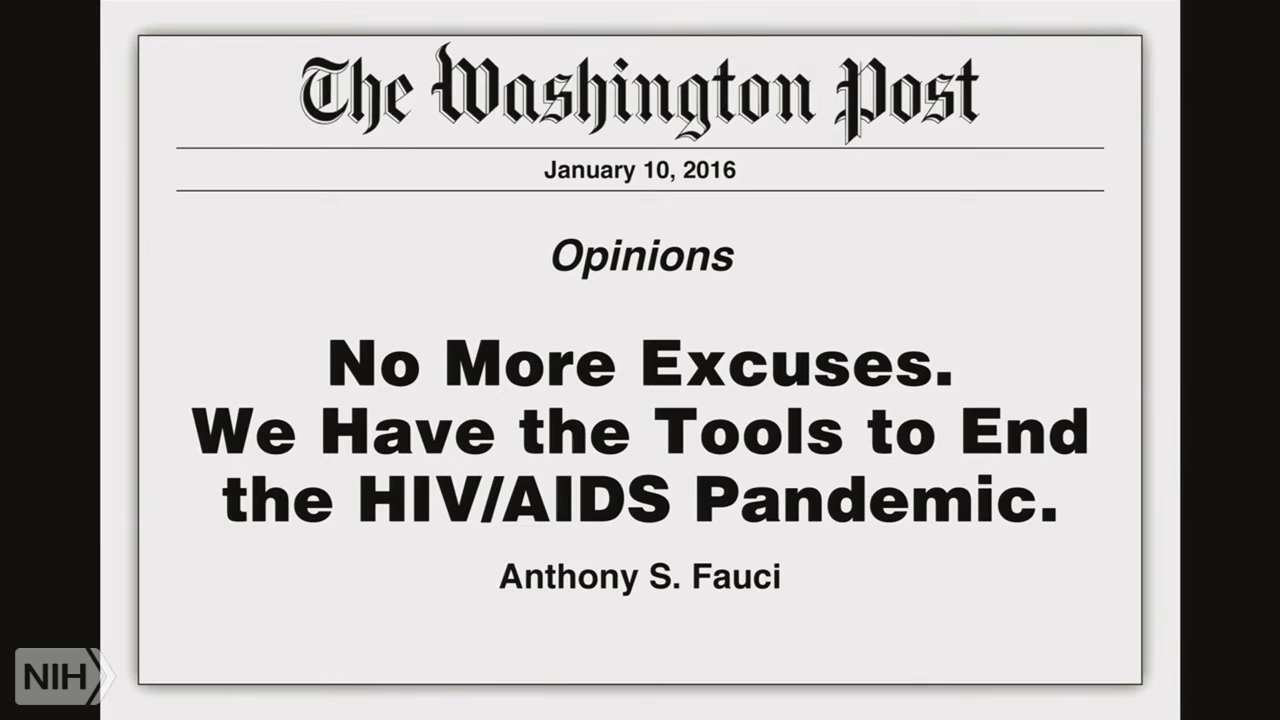 The Washington Post
January 10, 2016
Opinions
No More Excuses.
We Have the Tools to End
the HIV/AIDS Pandemic.
Anthony S. Fauci
NIH